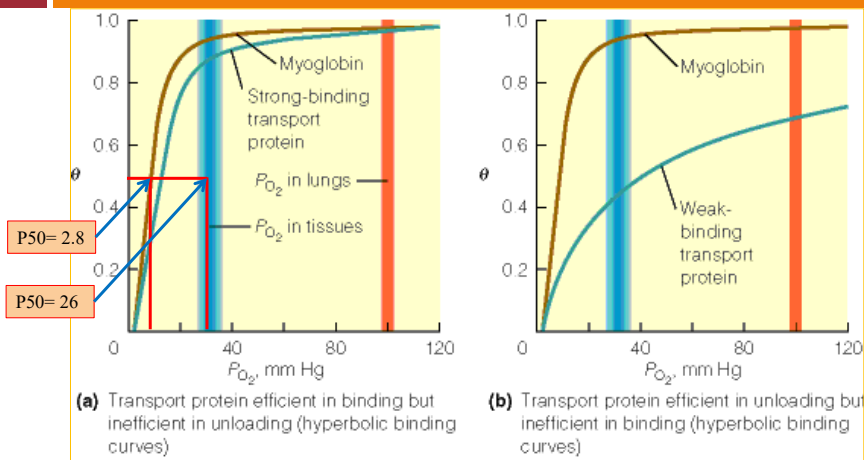 1.0
0.8
0.6
θ
0.4
0.2
0
40
80
120
Myoglobin
Strong-binding
transport
protein
PO2 in lungs
PO2 in tissues
P50= 2.8
P50= 26
PO2, mm Hg
(a) Transport protein efficient in binding but
inefficient in unloading (hyperbolic binding
curves)
1.0
0.8
0.6
θ
0.4
0.2
0
40
80
120
Myoglobin
Weak-
binding
transport
protein
PO2, mm Hg
(b) Transport protein efficient in unloading but
inefficient in binding (hyperbolic binding
curves)